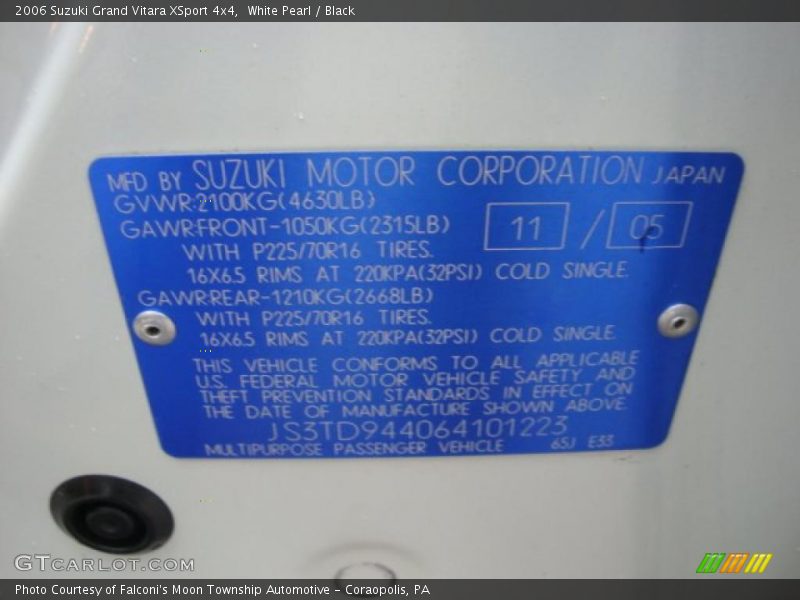 2006 Suzuki Grand Vitara XSport 4x4,  White Pearl / Black
MFD BY SUZUKI MOTOR CORPORATION JAPAN
GVWR:2100KG(4630LB)
GAWR:FRONT-1050KG(2315LB)
11 / 05
WITH P225/70R16 TIRES.
16X6.5 RIMS AT 220KPA(32PSI) COLD SINGLE.
GAWR:REAR-1210KG(2668LB)
WITH P225/70R16 TIRES.
16X6.5 RIMS AT 220KPA(32PSI) COLD SINGLE.
THIS VEHICLE CONFORMS TO ALL APPLICABLE
U.S. FEDERAL MOTOR VEHICLE SAFETY AND
THEFT PREVENTION STANDARDS IN EFFECT ON
THE DATE OF MANUFACTURE SHOWN ABOVE.
JS3TD944064101223
MULTIPURPOSE PASSENGER VEHICLE 65J E33
GTCARLOT.COM
Photo Courtesy of Falconi's Moon Township Automotive - Coraopolis, PA